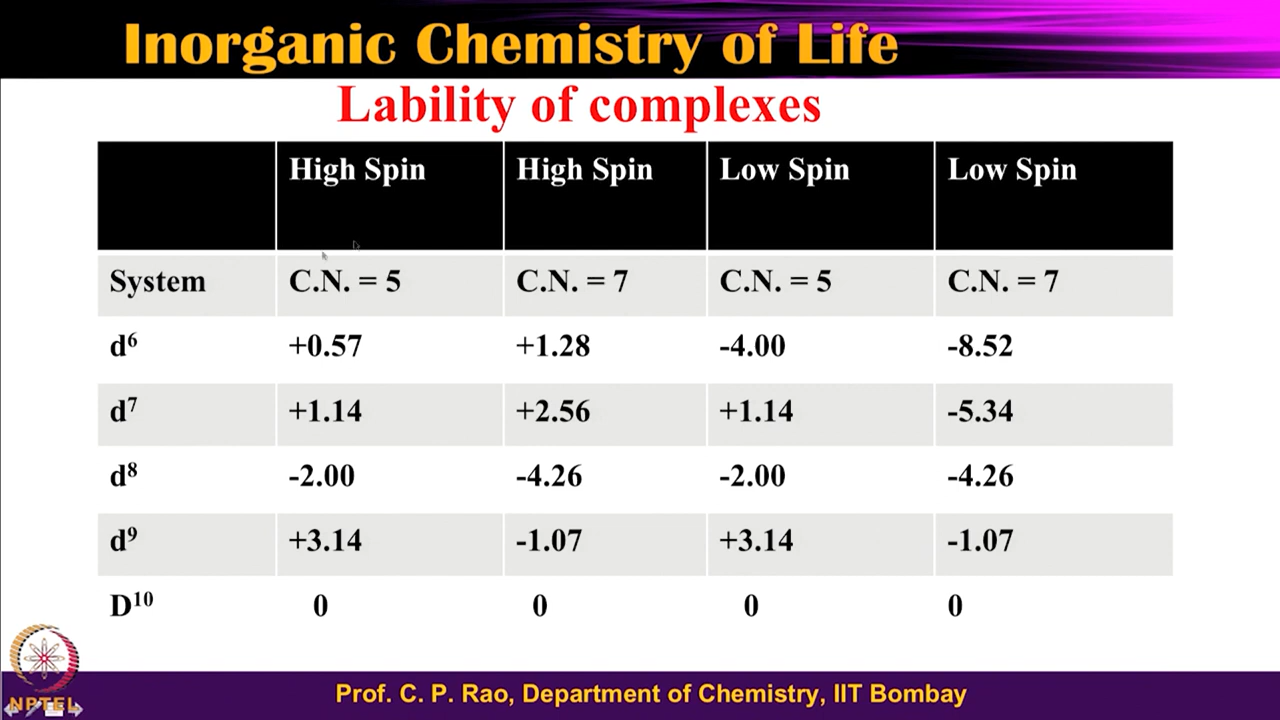 Inorganic Chemistry of Life
Lability of complexes
High Spin High Spin Low Spin Low Spin
System C.N. = 5 C.N. = 7 C.N. = 5 C.N. = 7
d⁶ +0.57 +1.28 -4.00 -8.52
d⁷ +1.14 +2.56 +1.14 -5.34
d⁸ -2.00 -4.26 -2.00 -4.26
d⁹ +3.14 -1.07 +3.14 -1.07
D¹⁰ 0 0 0 0
NPTEL
Prof. C. P. Rao, Department of Chemistry, IIT Bombay